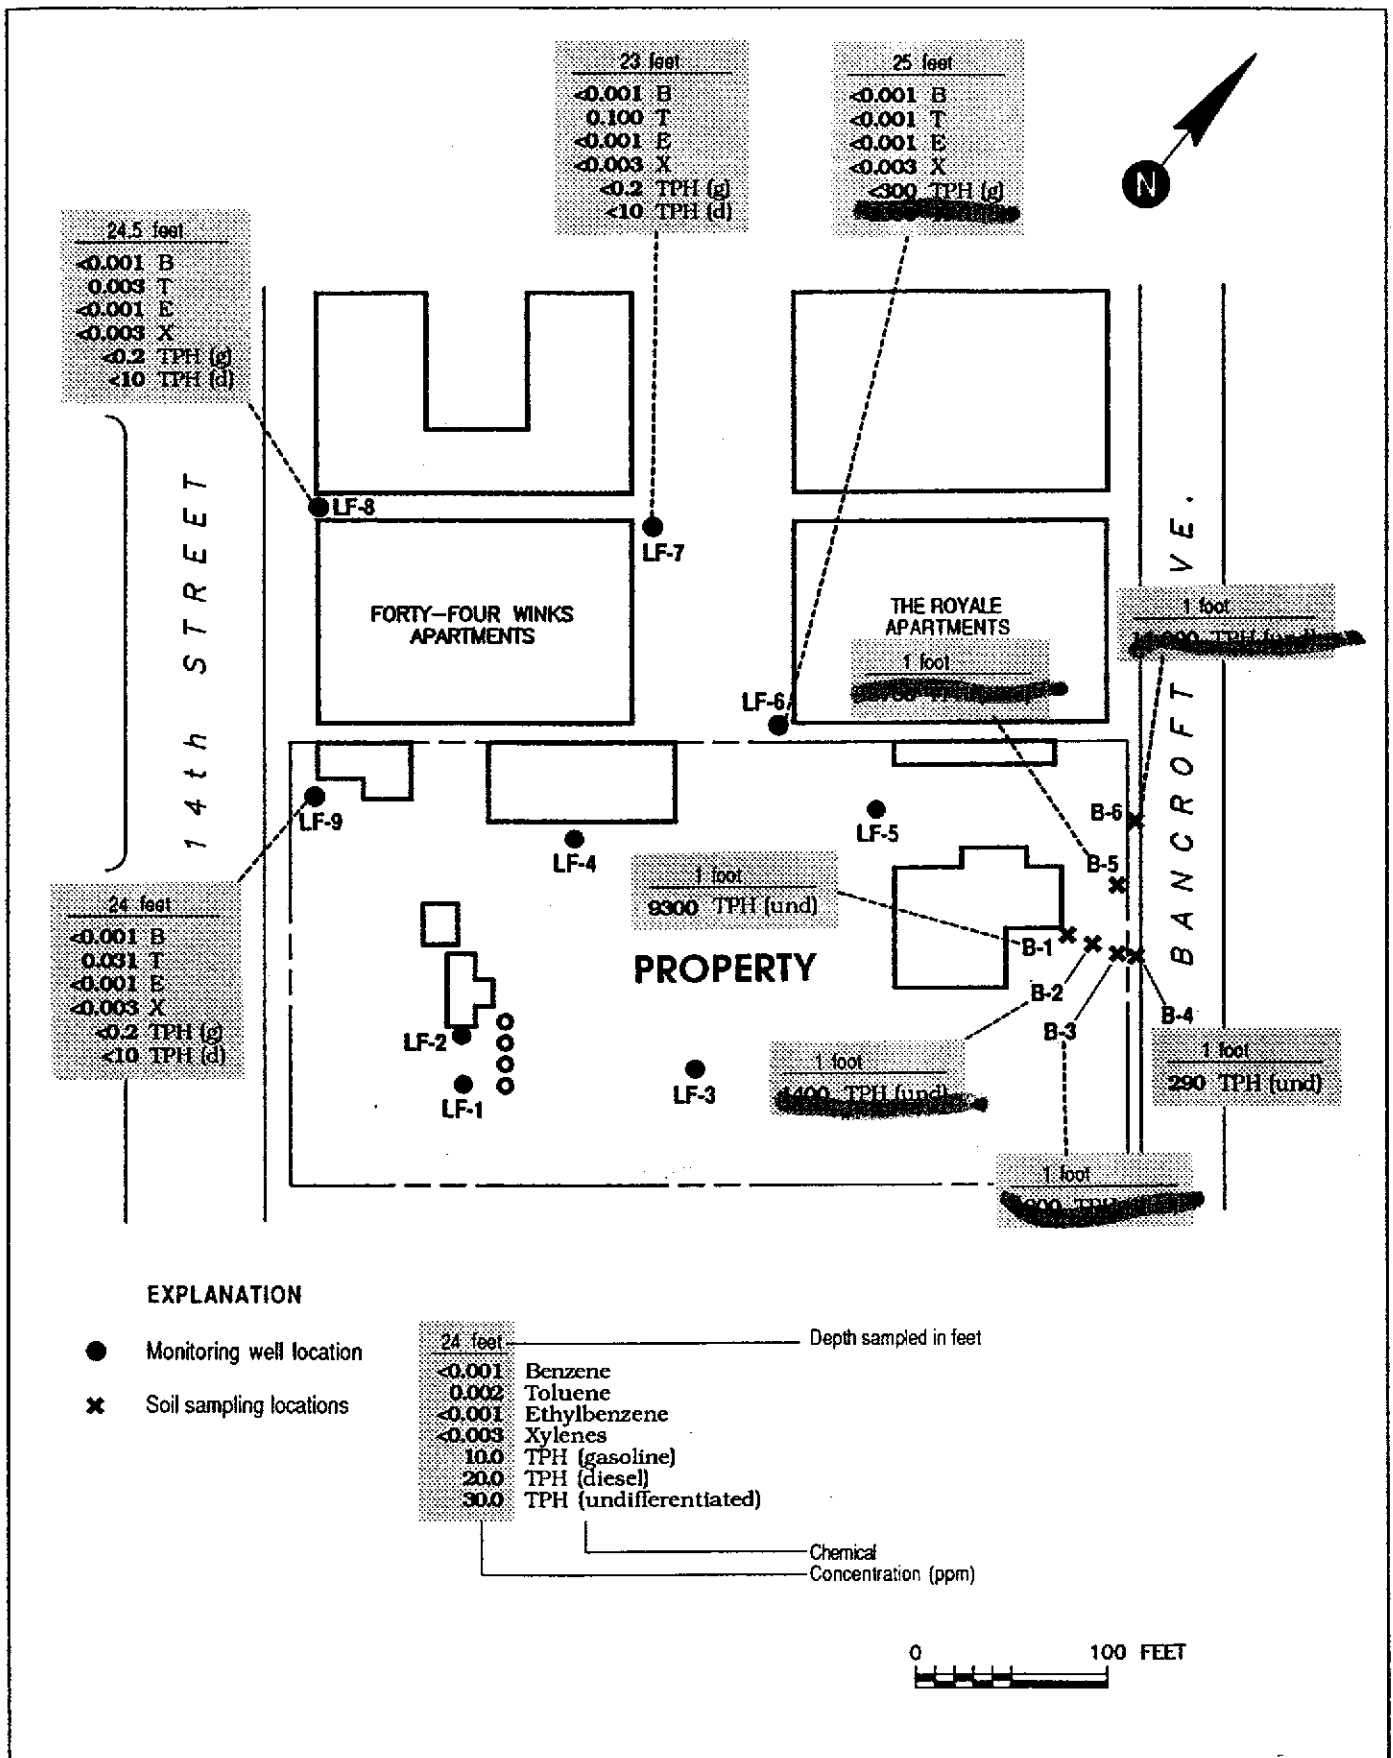 23 feet
<0.001 B
0.100 T
<0.001 E
<0.003 X
<0.2 TPH (g)
<10 TPH (d)
25 feet
<0.001 B
<0.001 T
<0.001 E
<0.003 X
<300 TPH (g)
N
24.5 feet
<0.001 B
0.003 T
<0.001 E
<0.003 X
<0.2 TPH (g)
<10 TPH (d)
14th STREET
LF-8
LF-7
FORTY-FOUR WINKS
APARTMENTS
THE ROYALE
APARTMENTS
1 foot
TPH (und)
1 foot
BANCROFT VE.
LF-6
LF-9
LF-4
LF-5
B-6
B-5
1 foot
9300 TPH (und)
24 feet
<0.001 B
0.031 T
<0.001 E
<0.003 X
<0.2 TPH (g)
<10 TPH (d)
PROPERTY
B-1
B-2
B-3
B-4
LF-2
LF-1
LF-3
1 foot
TPH (und)
1 foot
290 TPH (und)
1 foot
EXPLANATION
Monitoring well location
Soil sampling locations
24 feet
Depth sampled in feet
<0.001 Benzene
0.002 Toluene
<0.001 Ethylbenzene
<0.003 Xylenes
10.0 TPH (gasoline)
20.0 TPH (diesel)
30.0 TPH (undifferentiated)
Chemical
Concentration (ppm)
0 100 FEET